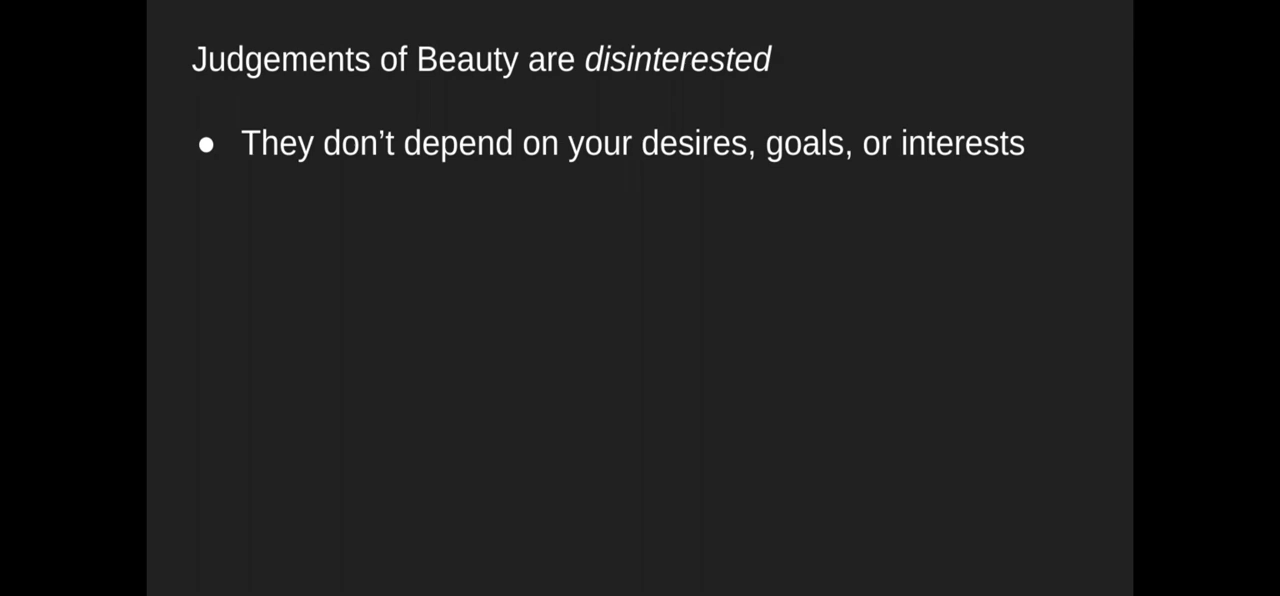 Judgements of Beauty are disinterested
● They don’t depend on your desires, goals, or interests